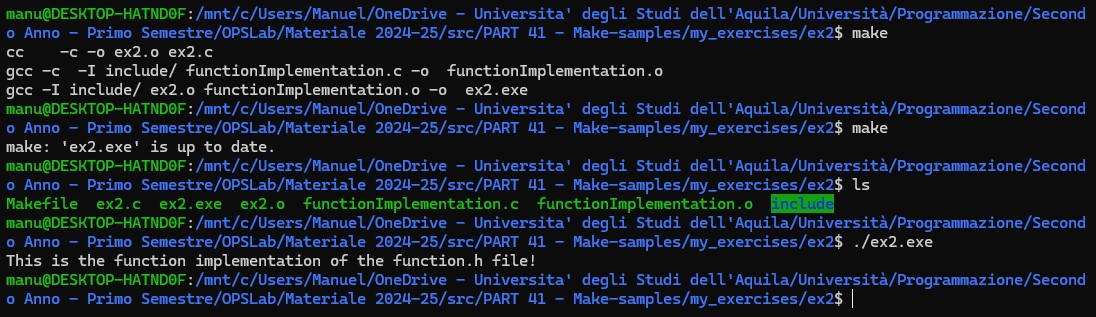 manu@DESKTOP-HATND0F:/mnt/c/Users/Manuel/OneDrive - Universita' degli Studi dell'Aquila/Università/Programmazione/Second
o Anno - Primo Semestre/OPSLab/Materiale 2024-25/src/PART 41 - Make-samples/my_exercises/ex2$ make
cc    -c -o ex2.o ex2.c
gcc -c  -I include/ functionImplementation.c -o  functionImplementation.o
gcc -I include/ ex2.o functionImplementation.o -o  ex2.exe
manu@DESKTOP-HATND0F:/mnt/c/Users/Manuel/OneDrive - Universita' degli Studi dell'Aquila/Università/Programmazione/Second
o Anno - Primo Semestre/OPSLab/Materiale 2024-25/src/PART 41 - Make-samples/my_exercises/ex2$ make
make: 'ex2.exe' is up to date.
manu@DESKTOP-HATND0F:/mnt/c/Users/Manuel/OneDrive - Universita' degli Studi dell'Aquila/Università/Programmazione/Second
o Anno - Primo Semestre/OPSLab/Materiale 2024-25/src/PART 41 - Make-samples/my_exercises/ex2$ ls
Makefile  ex2.c  ex2.exe  ex2.o  functionImplementation.c  functionImplementation.o  include
manu@DESKTOP-HATND0F:/mnt/c/Users/Manuel/OneDrive - Universita' degli Studi dell'Aquila/Università/Programmazione/Second
o Anno - Primo Semestre/OPSLab/Materiale 2024-25/src/PART 41 - Make-samples/my_exercises/ex2$ ./ex2.exe
This is the function implementation of the function.h file!
manu@DESKTOP-HATND0F:/mnt/c/Users/Manuel/OneDrive - Universita' degli Studi dell'Aquila/Università/Programmazione/Second
o Anno - Primo Semestre/OPSLab/Materiale 2024-25/src/PART 41 - Make-samples/my_exercises/ex2$